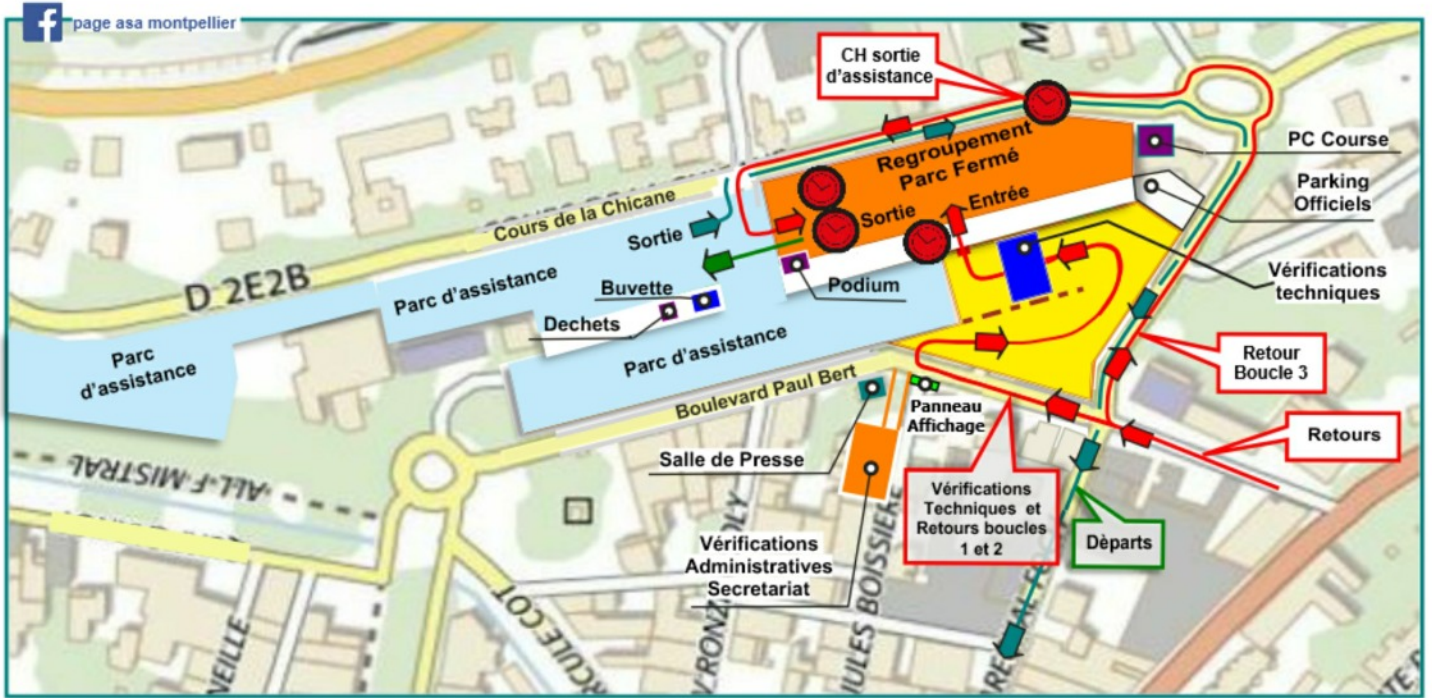 page asa montpellier
CH sortie
d'assistance
Regroupement
Parc Fermé
PC Course
Parking
Officiels
Entrée
Sortie
Cours de la Chicane
Sortie
D 2E2B
Parc d'assistance
Buvette
Podium
Vérifications
techniques
Dechets
Parc
d'assistance
Parc d'assistance
Retour
Boucle 3
Boulevard Paul Bert
Panneau
Affichage
Retours
Salle de Presse
ALL F MISTRAL
Vérifications
Techniques et
Retours boucles
1 et 2
Dèparts
Vérifications
Administratives
Secretariat
JULES BOISSIERE